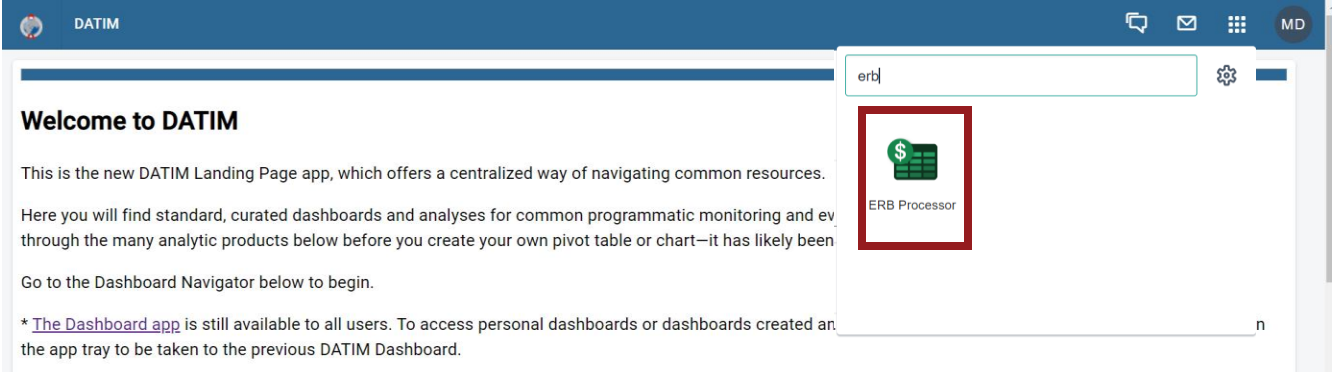 DATIM
MD
erb
ERB Processor
Welcome to DATIM
This is the new DATIM Landing Page app, which offers a centralized way of navigating common resources.
Here you will find standard, curated dashboards and analyses for common programmatic monitoring and
through the many analytic products below before you create your own pivot table or chart—it has likely been
Go to the Dashboard Navigator below to begin.
* The Dashboard app is still available to all users. To access personal dashboards or dashboards created
the app tray to be taken to the previous DATIM Dashboard.